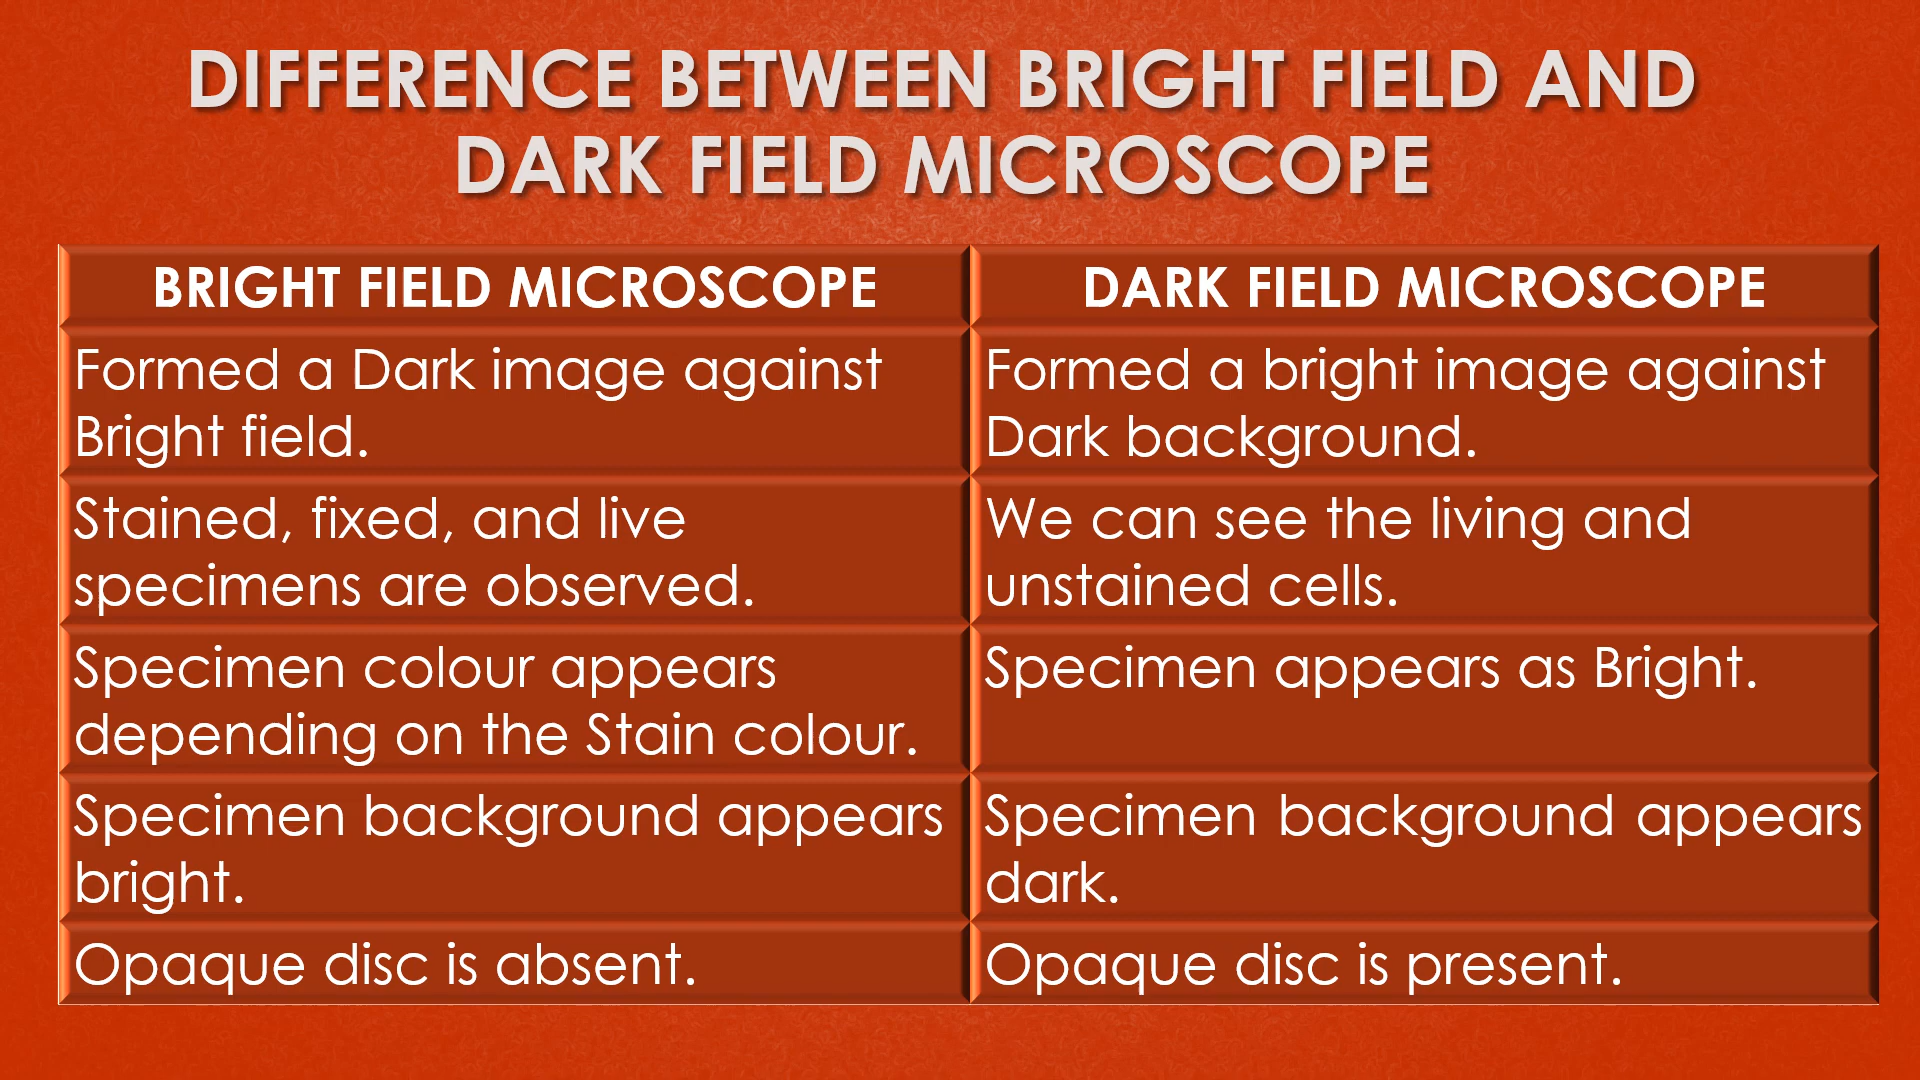 DIFFERENCE BETWEEN BRIGHT FIELD AND
DARK FIELD MICROSCOPE
BRIGHT FIELD MICROSCOPE
DARK FIELD MICROSCOPE
Formed a Dark image against
Bright field.
Formed a bright image against
Dark background.
Stained, fixed, and live
specimens are observed.
We can see the living and
unstained cells.
Specimen colour appears
depending on the Stain colour.
Specimen appears as Bright.
Specimen background appears
bright.
Specimen background appears
dark.
Opaque disc is absent.
Opaque disc is present.